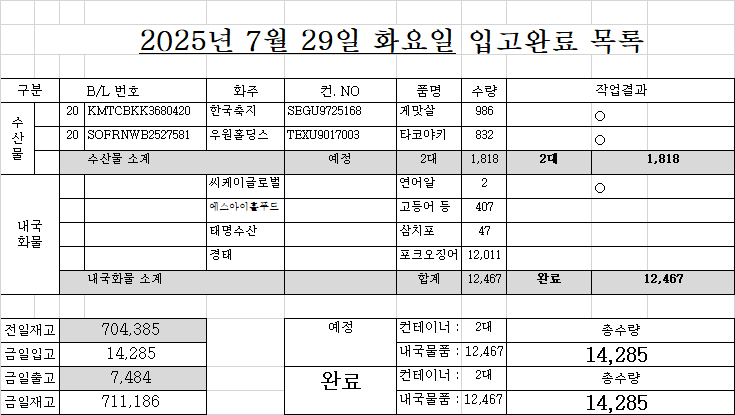 2025년 7월 29일 화요일 입고완료 목록
구분 B/L 번호 화주 컨. NO 품명 수량 작업결과
수산물 20 KMTCBKK3680420 한국축지 SEGU9725168 게맛살 986 ○
20 SOFRNWB2527581 우원홀딩스 TEXU9017003 타코야키 832 ○
수산물 소계 예정 2대 1,818 2대 1,818
내국화물 씨케이글로벌 연어알 2 ○
에스아이홀푸드 고등어 등 407
태명수산 삼치포 47
경태 포크오징어 12,011
내국화물 소계 합계 12,467 완료 12,467
전일재고 704,385 예정 컨테이너 : 2대 총수량
금일입고 14,285 내국물품 : 12,467 14,285
금일출고 7,484 완료 컨테이너 : 2대 총수량
금일재고 711,186 내국물품 : 12,467 14,285